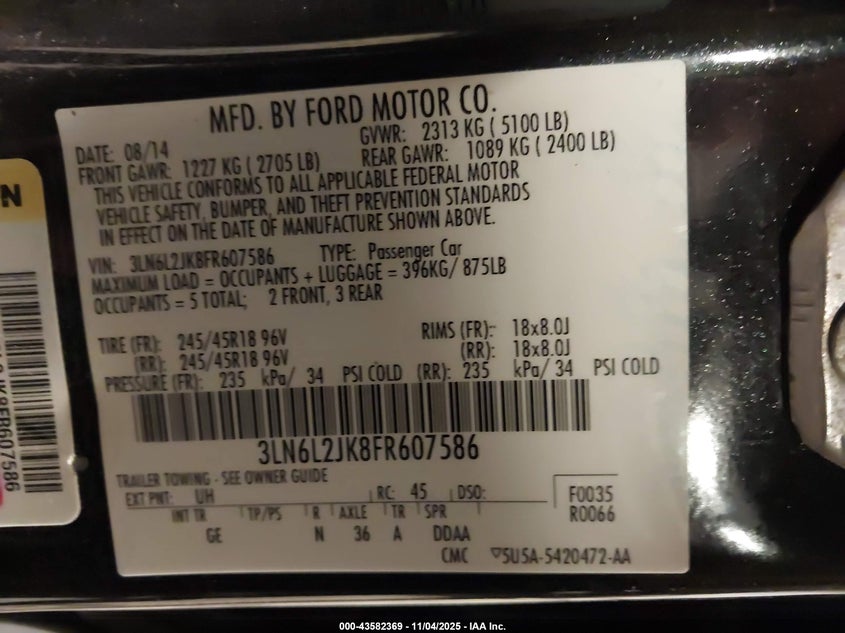 MFD. BY FORD MOTOR CO.
DATE: 08/14 GVWR: 2313 KG ( 5100 LB)
FRONT GAWR: 1227 KG ( 2705 LB) REAR GAWR: 1089 KG ( 2400 LB)
THIS VEHICLE CONFORMS TO ALL APPLICABLE FEDERAL MOTOR
VEHICLE SAFETY, BUMPER, AND THEFT PREVENTION STANDARDS
IN EFFECT ON THE DATE OF MANUFACTURE SHOWN ABOVE.
VIN: 3LN6L2JK8FR607586 TYPE: Passenger Car
MAXIMUM LOAD = OCCUPANTS + LUGGAGE = 396KG/ 875LB
OCCUPANTS = 5 TOTAL; 2 FRONT, 3 REAR
TIRE (FR): 245/45R18 96V RIMS (FR): 18x8.0J
(RR): 245/45R18 96V (RR): 18x8.0J
PRESSURE (FR): 235 kPa/ 34 PSI COLD (RR): 235 kPa/ 34 PSI COLD
3LN6L2JK8FR607586
TRAILER TOWING - SEE OWNER GUIDE
EXT PNT: UH RC: 45 DSO: F0035
INT TR TP/PS R AXLE TR SPR R0066
GE N 36 A DDAA
CMC ▽5U5A-5420472-AA
000-43582369 - 11/04/2025 - IAA Inc.